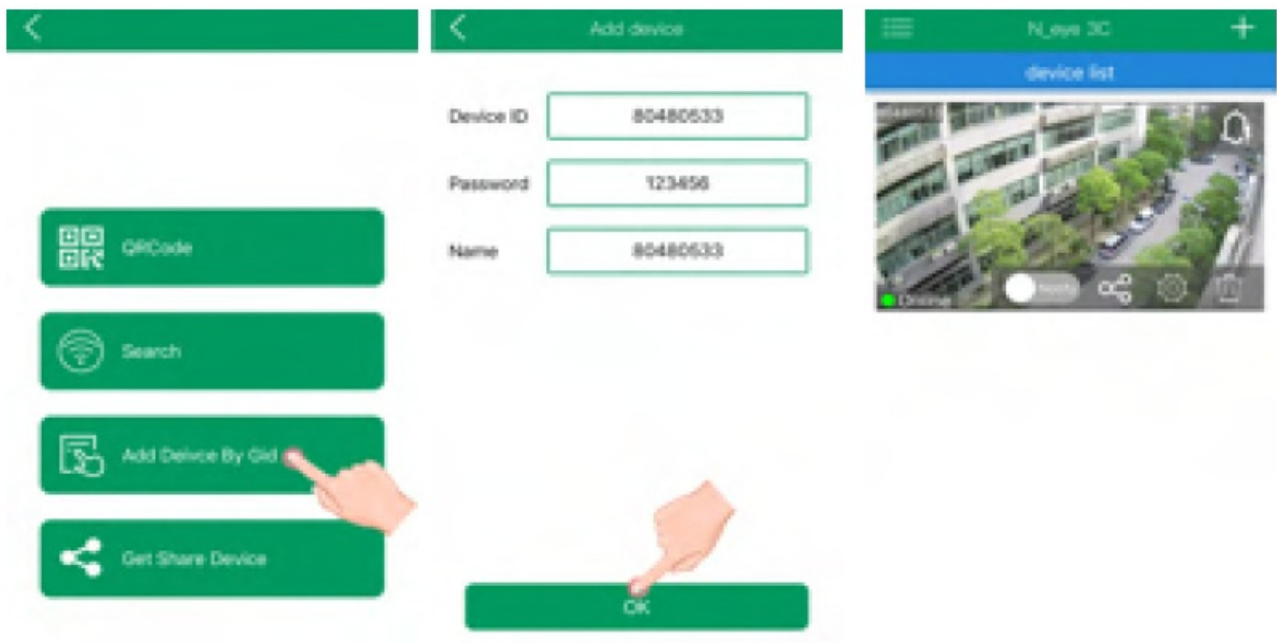 QRCode
Search
Add Deivce By Gid
Get Share Device
Add device
Device ID
80480533
Password
123456
Name
80480533
OK
N_eye 3C
device list
Online